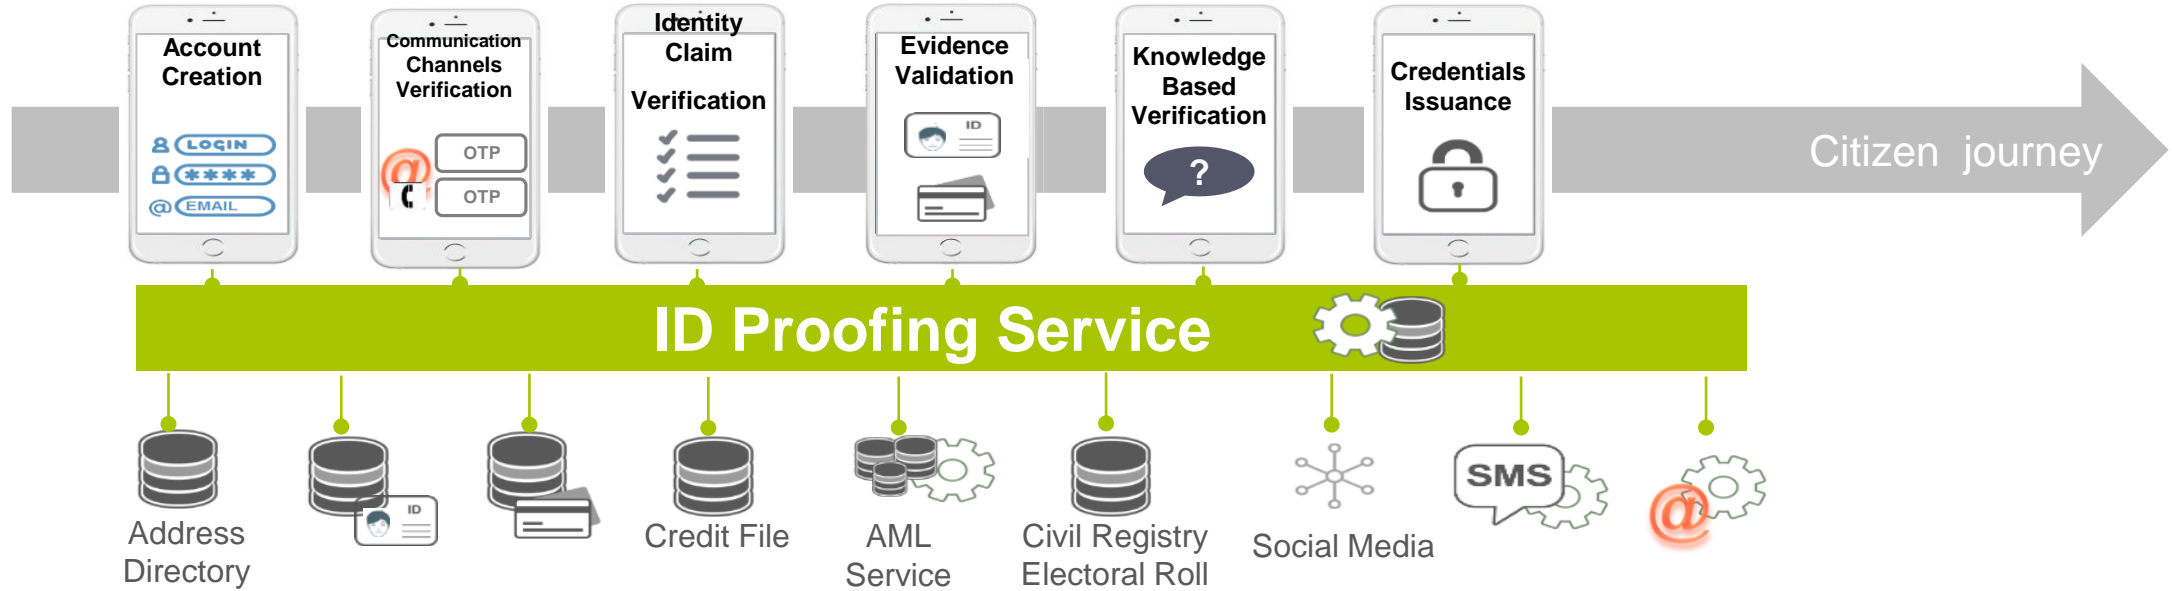 Account
Creation
LOGIN
****
@ EMAIL
Communication
Channels
Verification
@
OTP
OTP
Identity
Claim
Verification
Evidence
Validation
ID
Knowledge
Based
Verification
?
Credentials
Issuance
Citizen journey
ID Proofing Service
Address
Directory
ID
Credit File
AML
Service
Civil Registry
Electoral Roll
Social Media
SMS
@